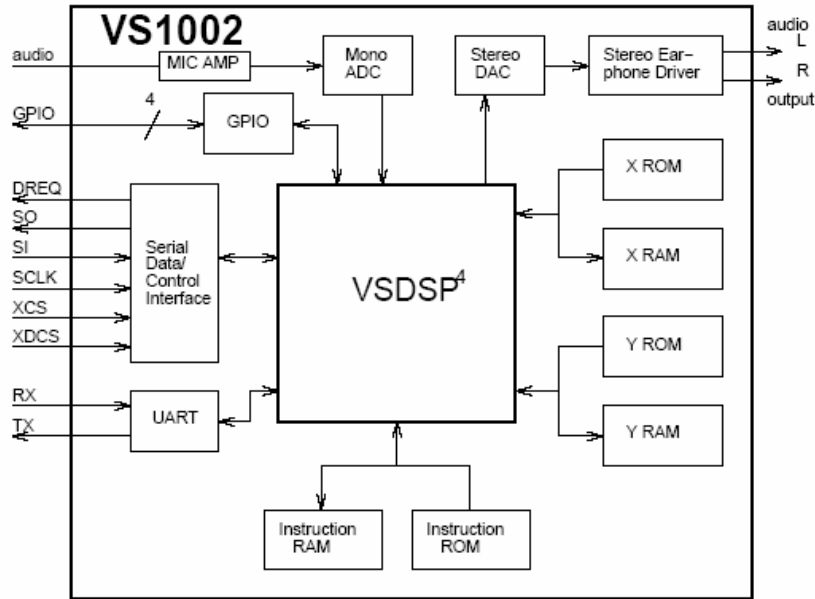 VS1002
audio
MIC AMP
Mono
ADC
Stereo
DAC
Stereo Ear–
phone Driver
audio
L
R
output
4
GPIO
GPIO
DREQ
SO
SI
SCLK
XCS
XDCS
Serial
Data/
Control
Interface
VSDSP4
X ROM
X RAM
Y ROM
Y RAM
RX
TX
UART
Instruction
RAM
Instruction
ROM